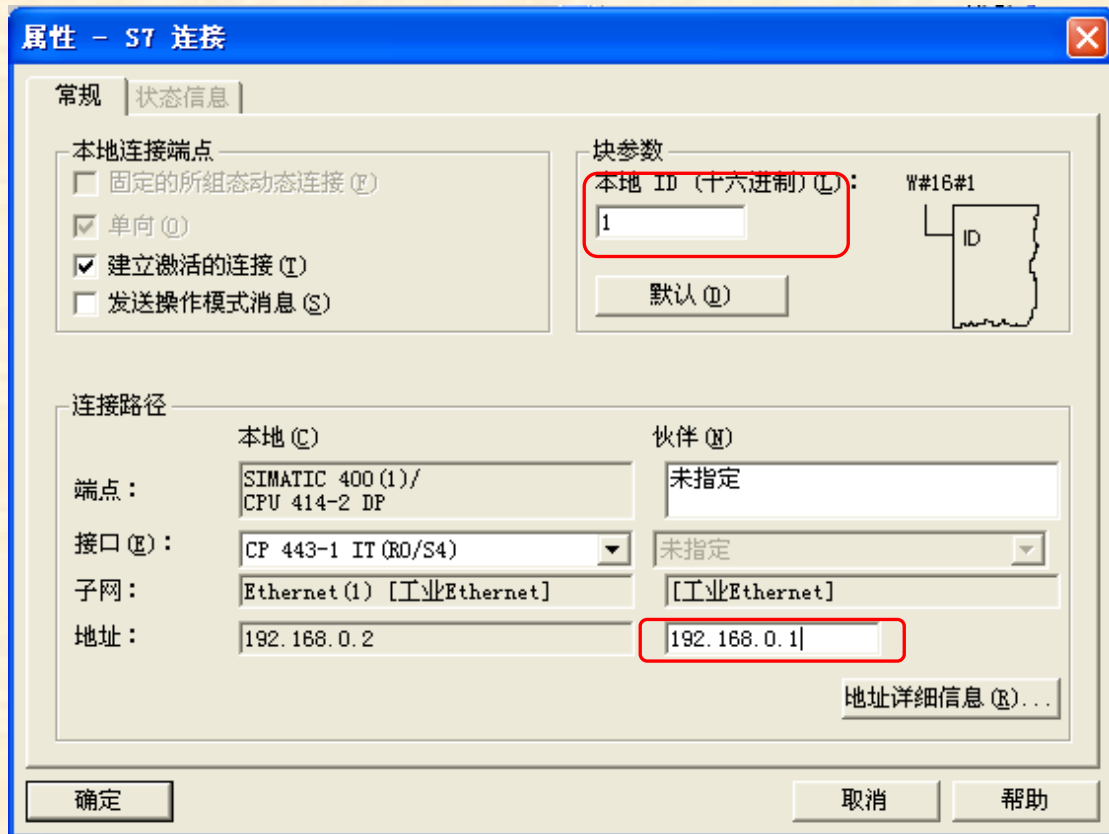 属性 - S7 连接
常规
状态信息
本地连接端点
固定的所组态动态连接(F)
单向(O)
建立激活的连接(T)
发送操作模式消息(S)
块参数
本地 ID (十六进制)(L):
W#16#1
1
ID
默认(D)
连接路径
本地(C)
伙伴(N)
端点:
SIMATIC 400(1)/
CPU 414-2 DP
未指定
接口(E):
CP 443-1 IT(R0/S4)
未指定
子网:
Ethernet(1) [工业Ethernet]
[工业Ethernet]
地址:
192.168.0.2
192.168.0.1
地址详细信息(R)...
确定
取消
帮助